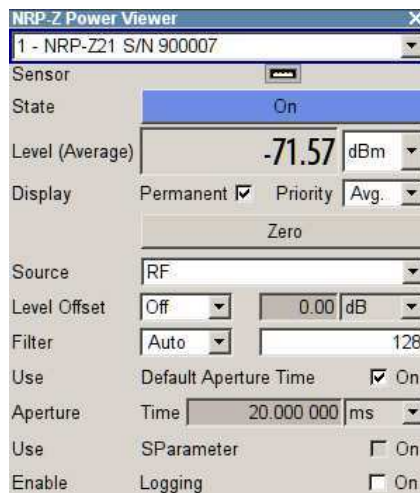 NRP-Z Power Viewer X
1 - NRP-Z21 S/N 900007
Sensor
State On
Level (Average) -71.57 dBm
Display Permanent Priority Avg.
Zero
Source RF
Level Offset Off 0.00 dB
Filter Auto 128
Use Default Aperture Time On
Aperture Time 20.000 000 ms
Use SParameter On
Enable Logging On